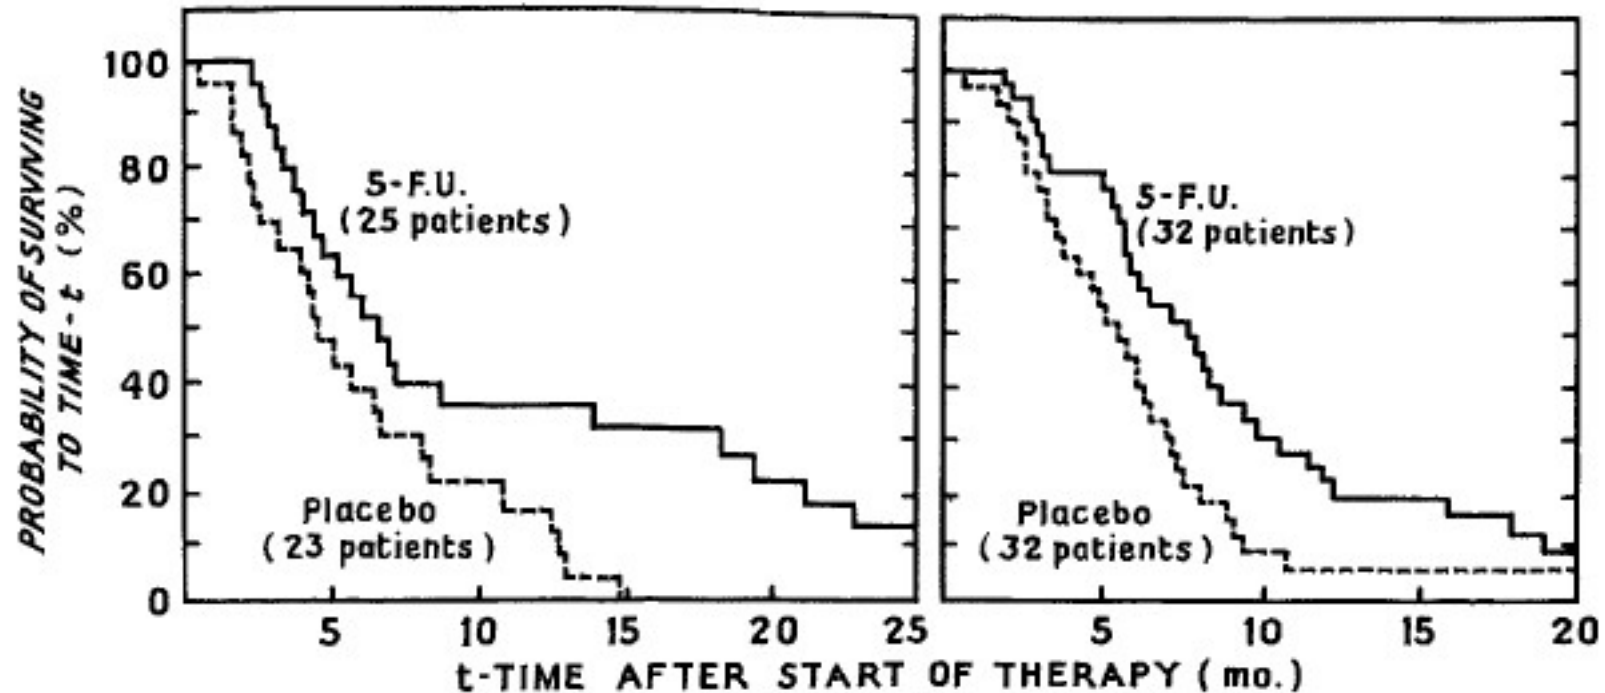 PROBABILITY OF SURVIVING
TO TIME-t (%)
100
80
60
40
20
0
5-F.U.
(25 patients)
Placebo
(23 patients)
5
10
15
20
25
5-F.U.
(32 patients)
Placebo
(32 patients)
5
10
15
20
t-TIME AFTER START OF THERAPY (mo.)